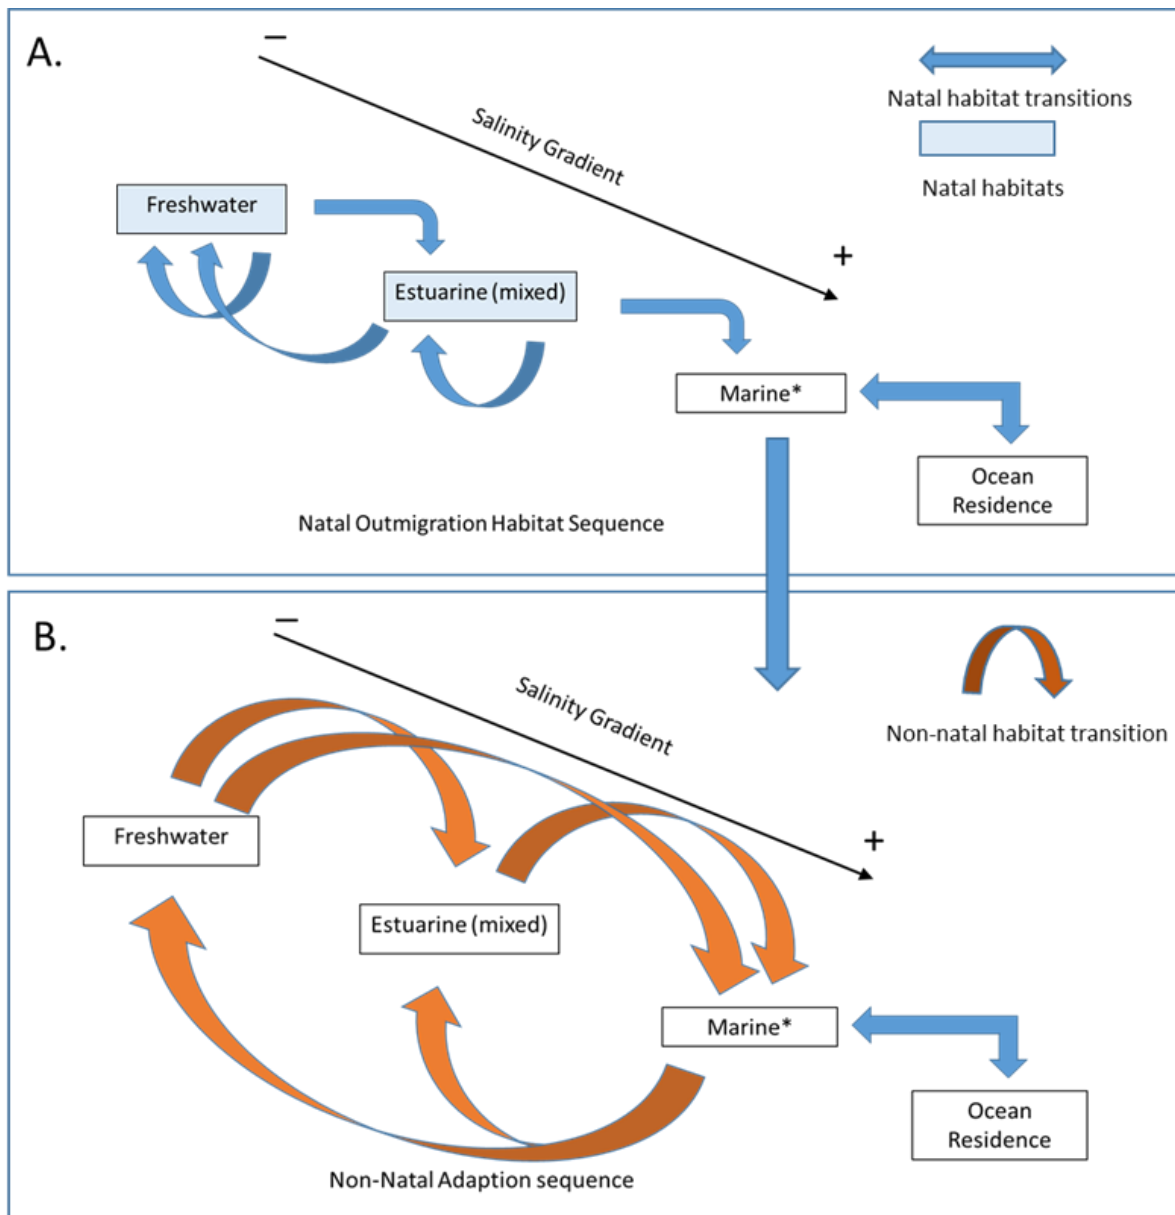 A.
−
Salinity Gradient
+
Natal habitat transitions
Natal habitats
Freshwater
Estuarine (mixed)
Marine*
Ocean
Residence
Natal Outmigration Habitat Sequence
B.
−
Salinity Gradient
+
Non-natal habitat transition
Freshwater
Estuarine (mixed)
Marine*
Ocean
Residence
Non-Natal Adaption sequence